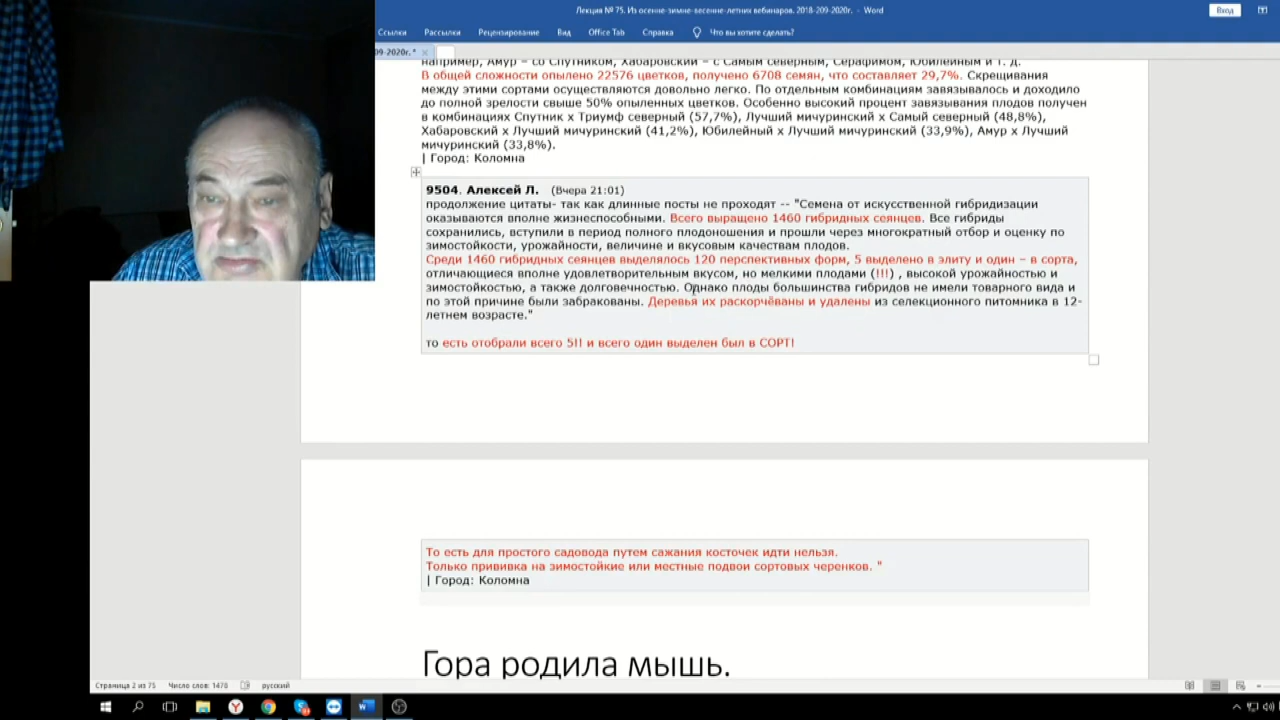 Лекция № 75. Из осенне-зимне-весенне-летних вебинаров. 2018-209-2020г. - Word
Вход
Ссылки Рассылки Рецензирование Вид Office Tab Справка Что вы хотите сделать?
09-2020г. *
например, Амур – со Спутником, Хабаровский – с Самым северным, Серафимом, Юбилейным и т. д.
В общей сложности опылено 22576 цветков, получено 6708 семян, что составляет 29,7%. Скрещивания
между этими сортами осуществляются довольно легко. По отдельным комбинациям завязывалось и доходило
до полной зрелости свыше 50% опыленных цветков. Особенно высокий процент завязывания плодов получен
в комбинациях Спутник х Триумф северный (57,7%), Лучший мичуринский х Самый северный (48,8%),
Хабаровский х Лучший мичуринский (41,2%), Юбилейный х Лучший мичуринский (33,9%), Амур х Лучший
мичуринский (33,8%).
| Город: Коломна
9504. Алексей Л. (Вчера 21:01)
продолжение цитаты- так как длинные посты не проходят -- "Семена от искусственной гибридизации
оказываются вполне жизнеспособными. Всего выращено 1460 гибридных сеянцев. Все гибриды
сохранились, вступили в период полного плодоношения и прошли через многократный отбор и оценку по
зимостойкости, урожайности, величине и вкусовым качествам плодов.
Среди 1460 гибридных сеянцев выделялось 120 перспективных форм, 5 выделено в элиту и один – в сорта,
отличающиеся вполне удовлетворительным вкусом, но мелкими плодами (!!!) , высокой урожайностью и
зимостойкостью, а также долговечностью. Однако плоды большинства гибридов не имели товарного вида и
по этой причине были забракованы. Деревья их раскорчёваны и удалены из селекционного питомника в 12-
летнем возрасте."
то есть отобрали всего 5!! и всего один выделен был в СОРТ!
То есть для простого садовода путем сажания косточек идти нельзя.
Только прививка на зимостойкие или местные подвои сортовых черенков. "
| Город: Коломна
Гора родила мышь.
Страница 2 из 75 Число слов: 1478 русский